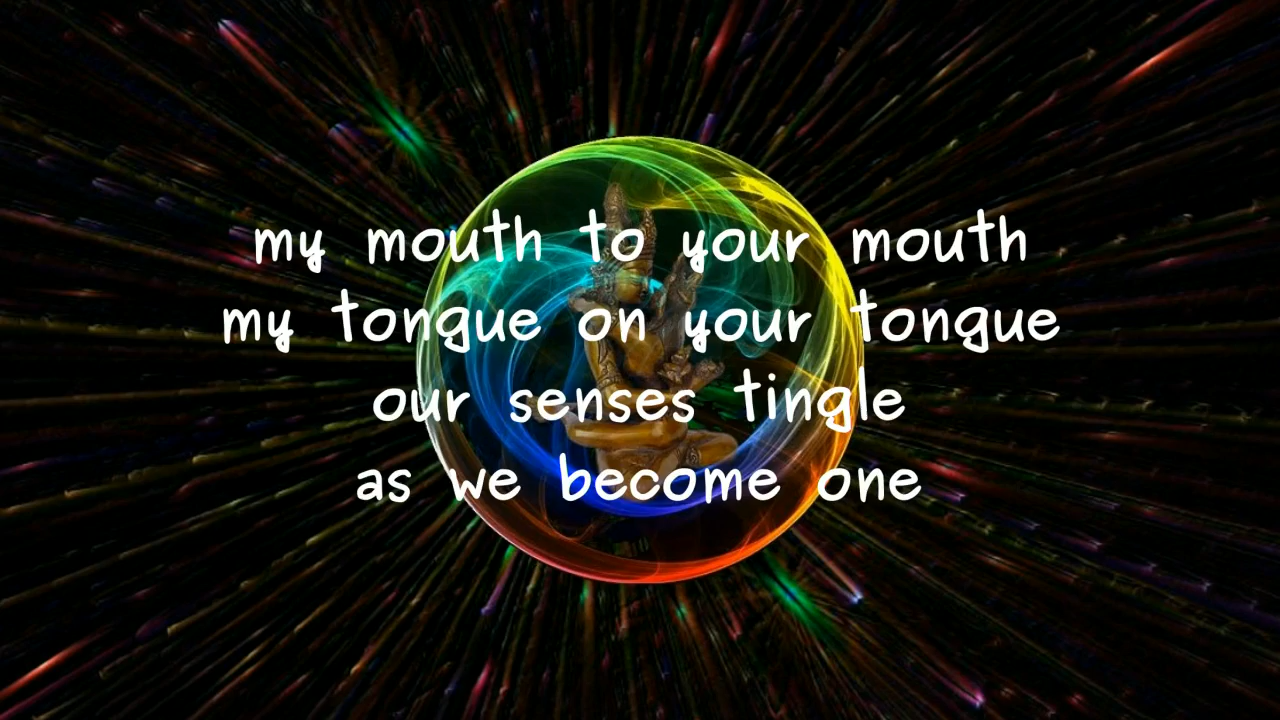 my mouth to your mouth
my tongue on your tongue
our senses tingle
as we become one